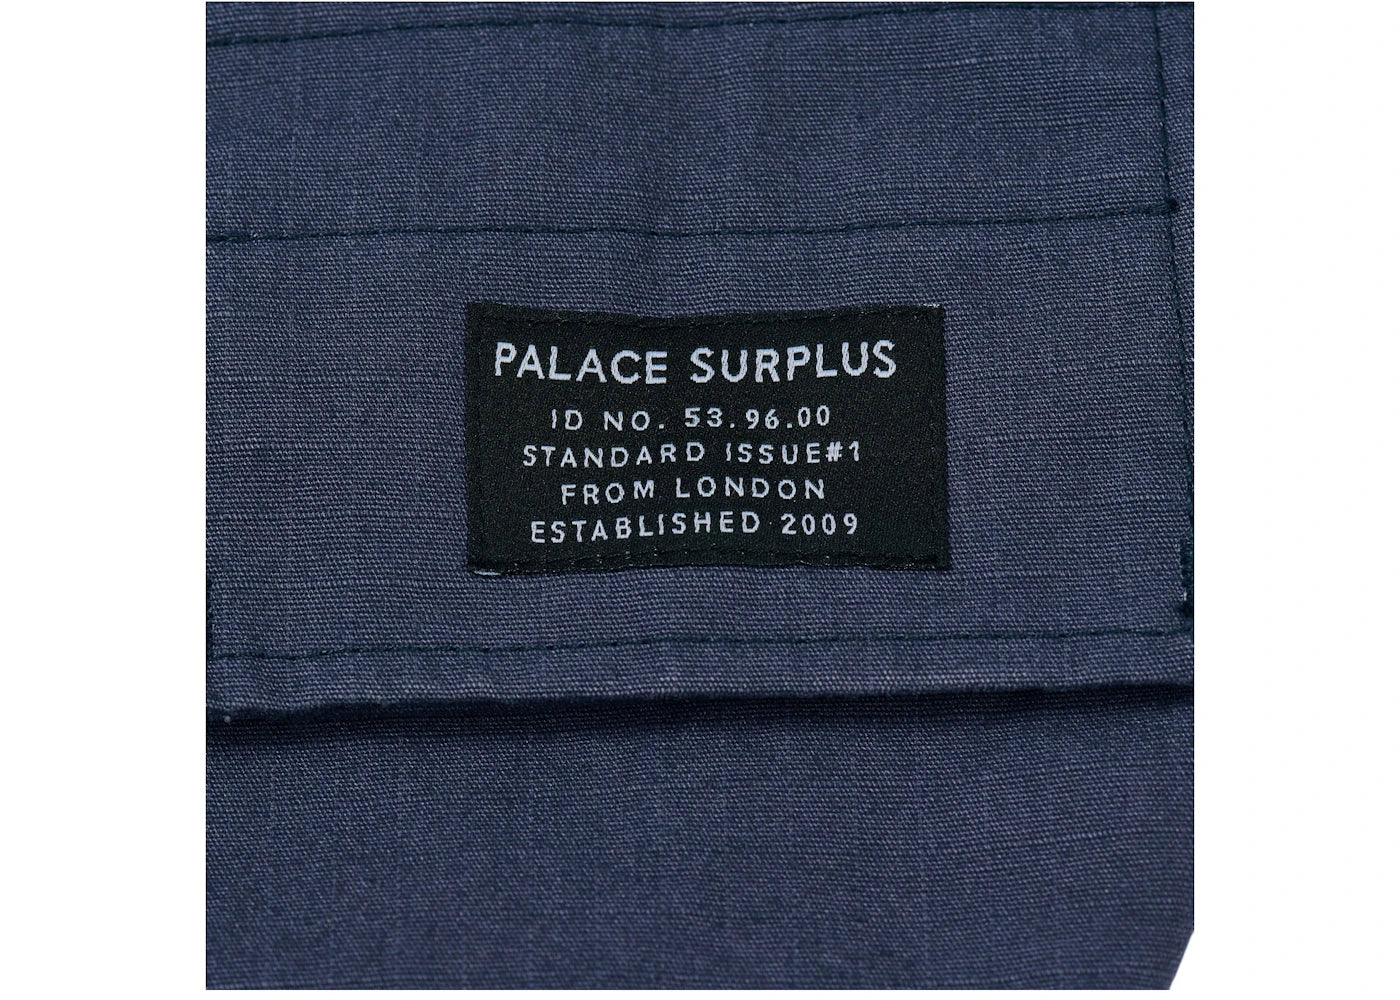 PALACE SURPLUS
ID NO. 53.96.00
STANDARD ISSUE#1
FROM LONDON
ESTABLISHED 2009